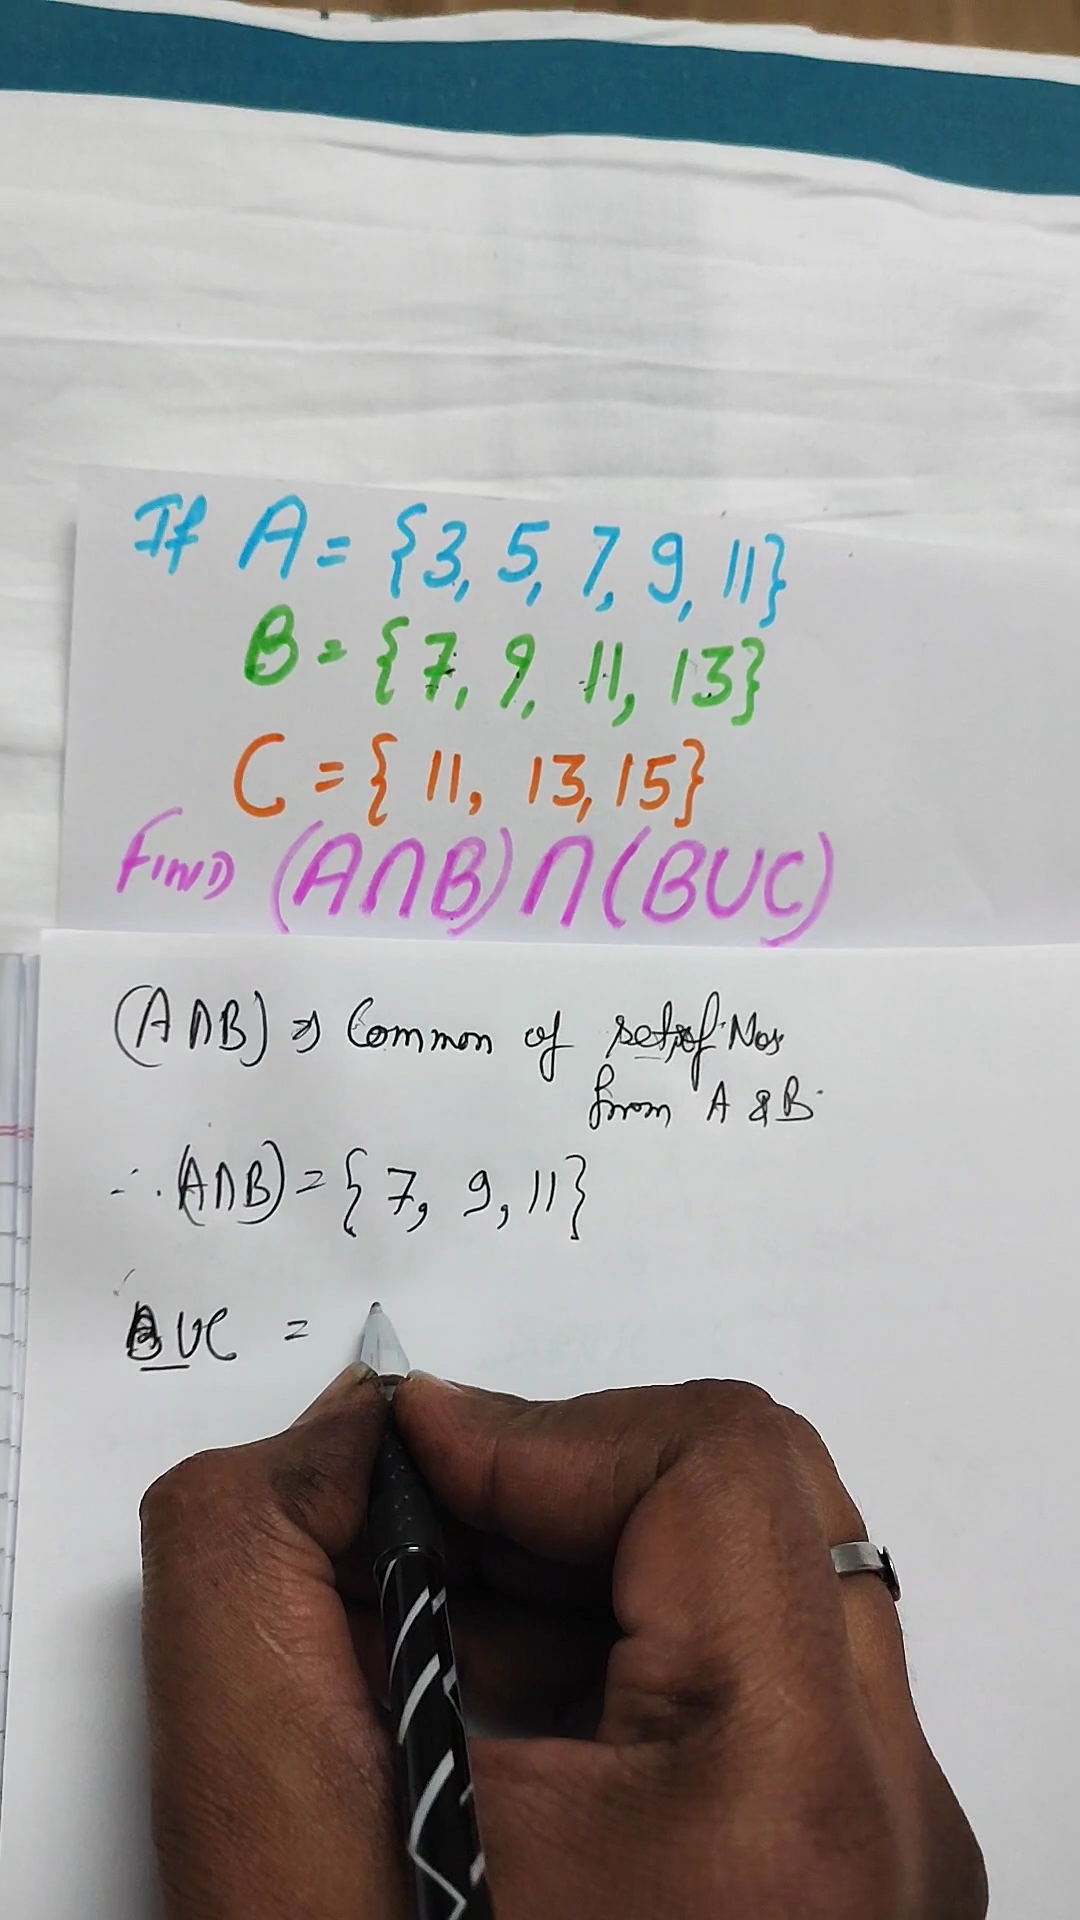 If A = {3, 5, 7, 9, 11}
B = {7, 9, 11, 13}
C = {11, 13, 15}
FIND (A∩B)∩(B∪C)
(A∩B) ⇒ Common of set of Nos
from A & B.
∴ (A∩B) = {7, 9, 11}
B∪C =